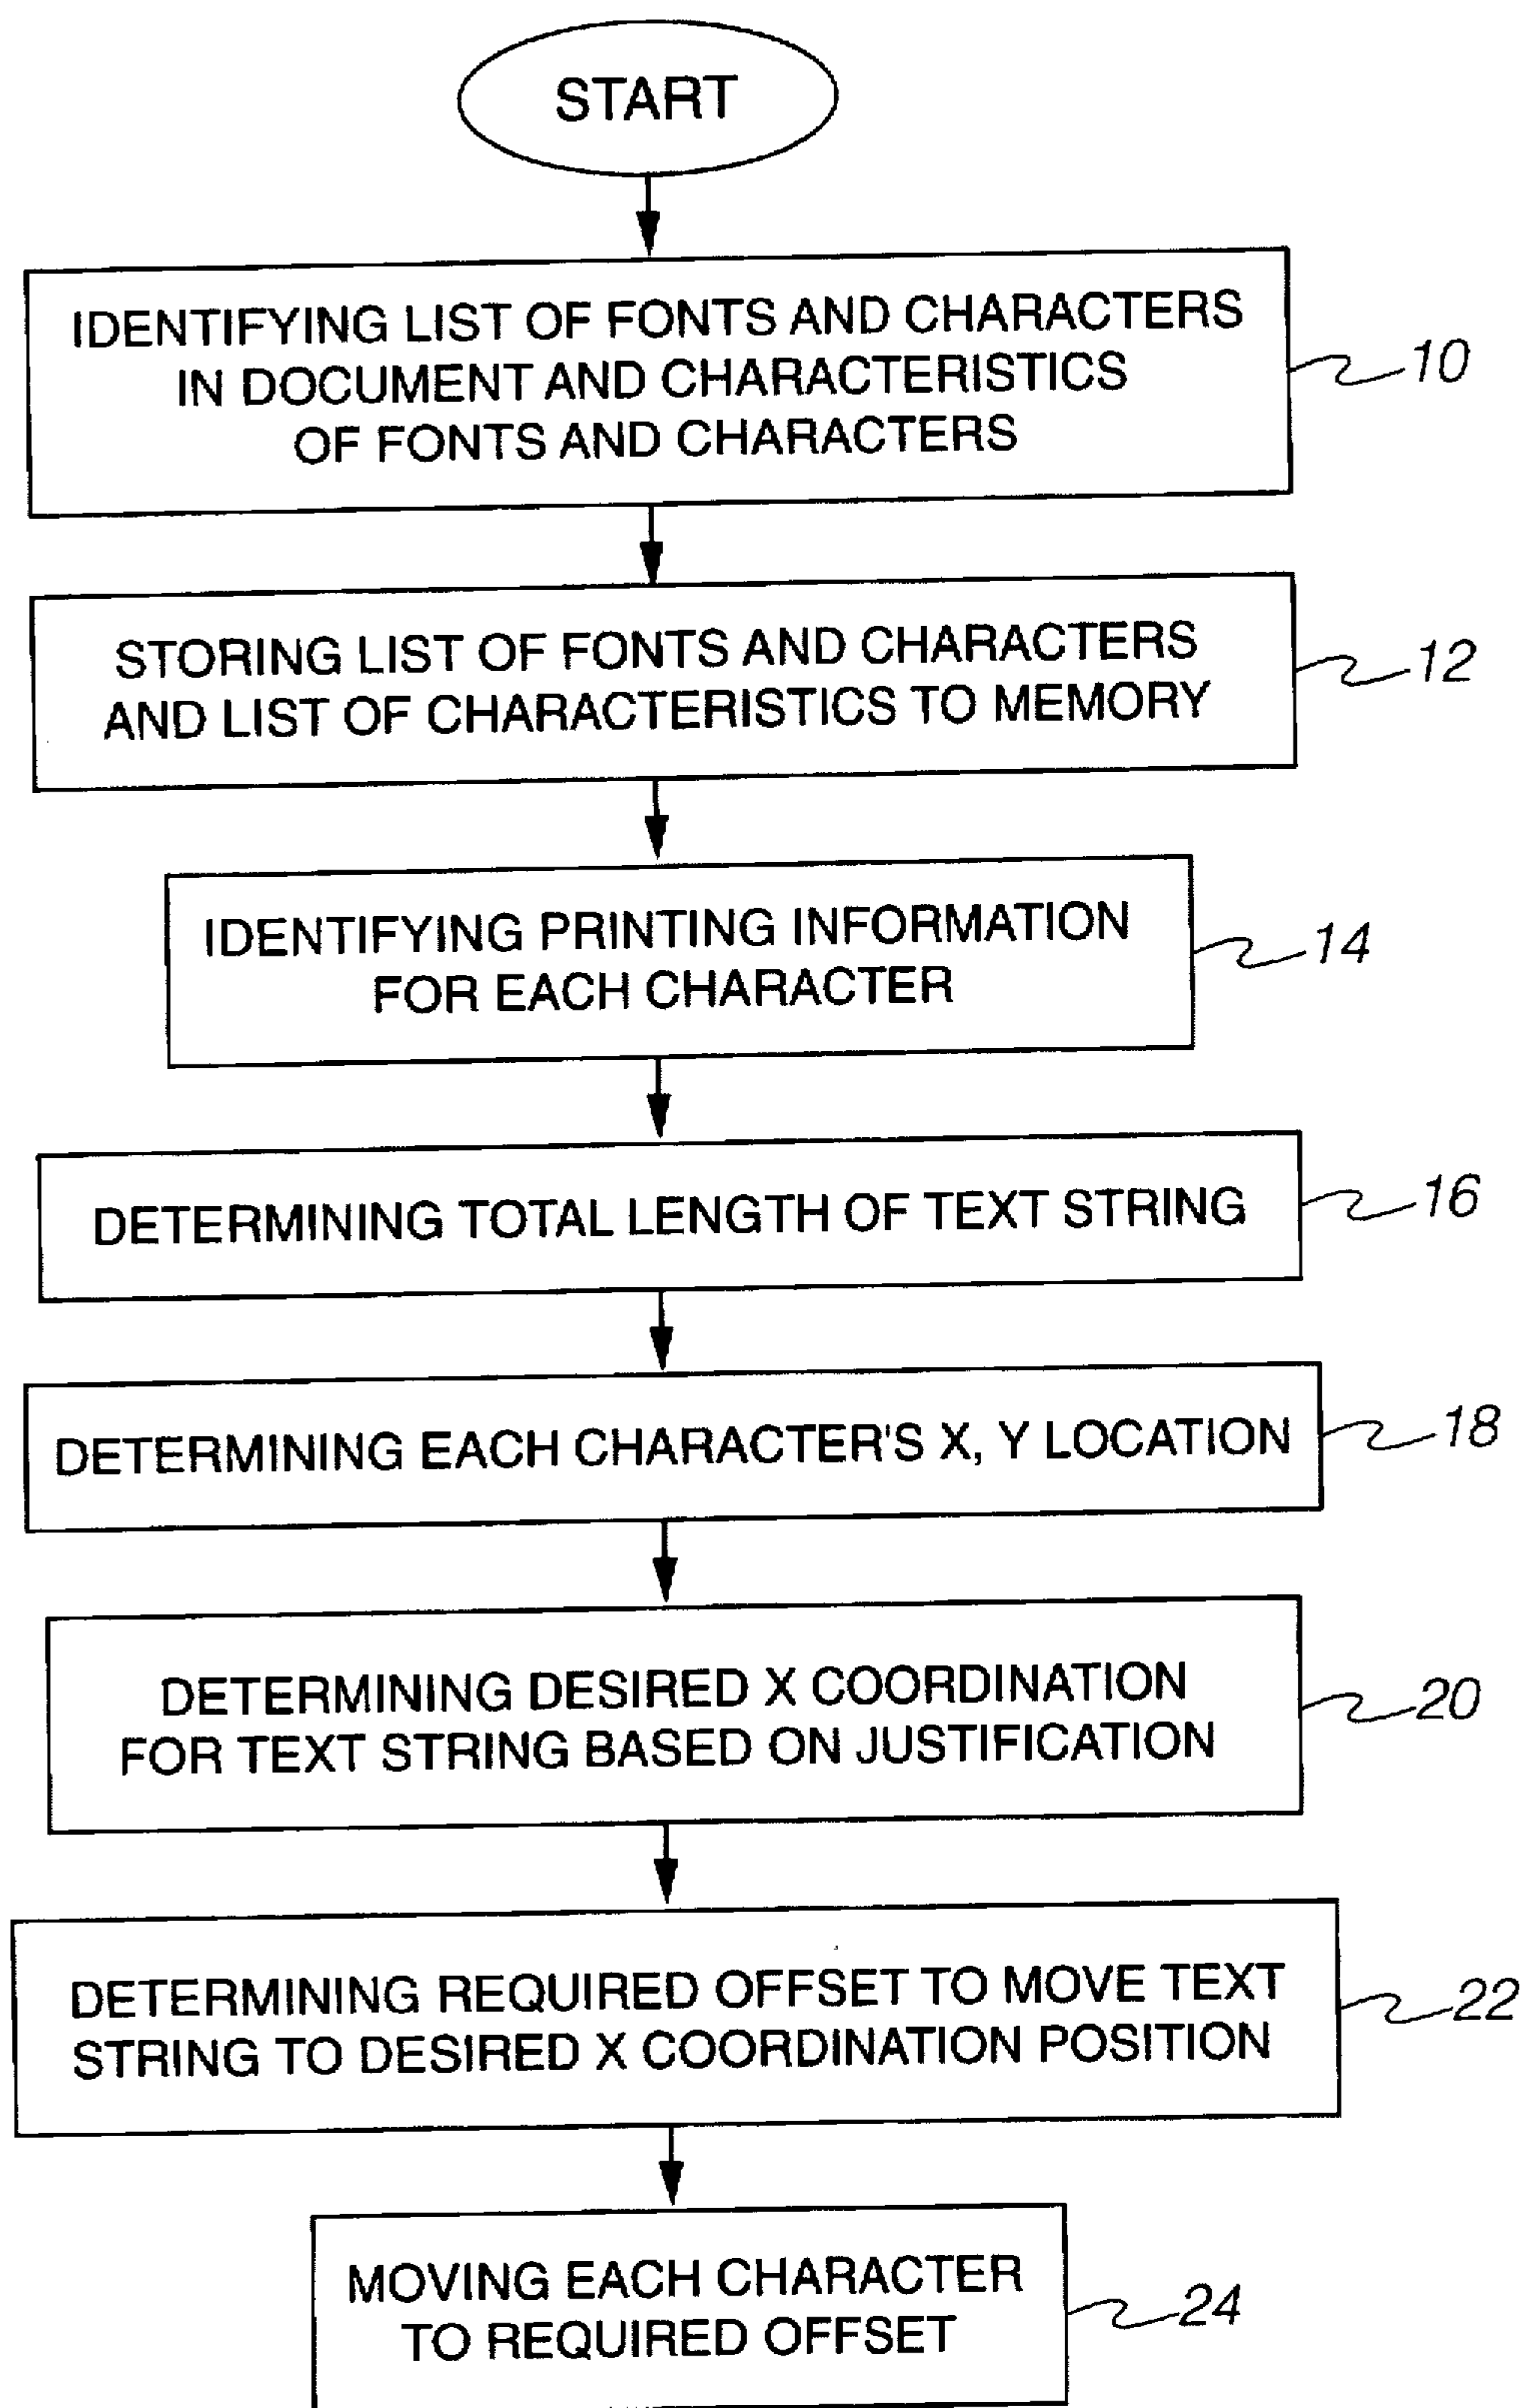 START
IDENTIFYING LIST OF FONTS AND CHARACTERS
IN DOCUMENT AND CHARACTERISTICS
OF FONTS AND CHARACTERS
10
STORING LIST OF FONTS AND CHARACTERS
AND LIST OF CHARACTERISTICS TO MEMORY
12
IDENTIFYING PRINTING INFORMATION
FOR EACH CHARACTER
14
DETERMINING TOTAL LENGTH OF TEXT STRING
16
DETERMINING EACH CHARACTER'S X, Y LOCATION
18
DETERMINING DESIRED X COORDINATION
FOR TEXT STRING BASED ON JUSTIFICATION
20
DETERMINING REQUIRED OFFSET TO MOVE TEXT
STRING TO DESIRED X COORDINATION POSITION
22
MOVING EACH CHARACTER
TO REQUIRED OFFSET
24